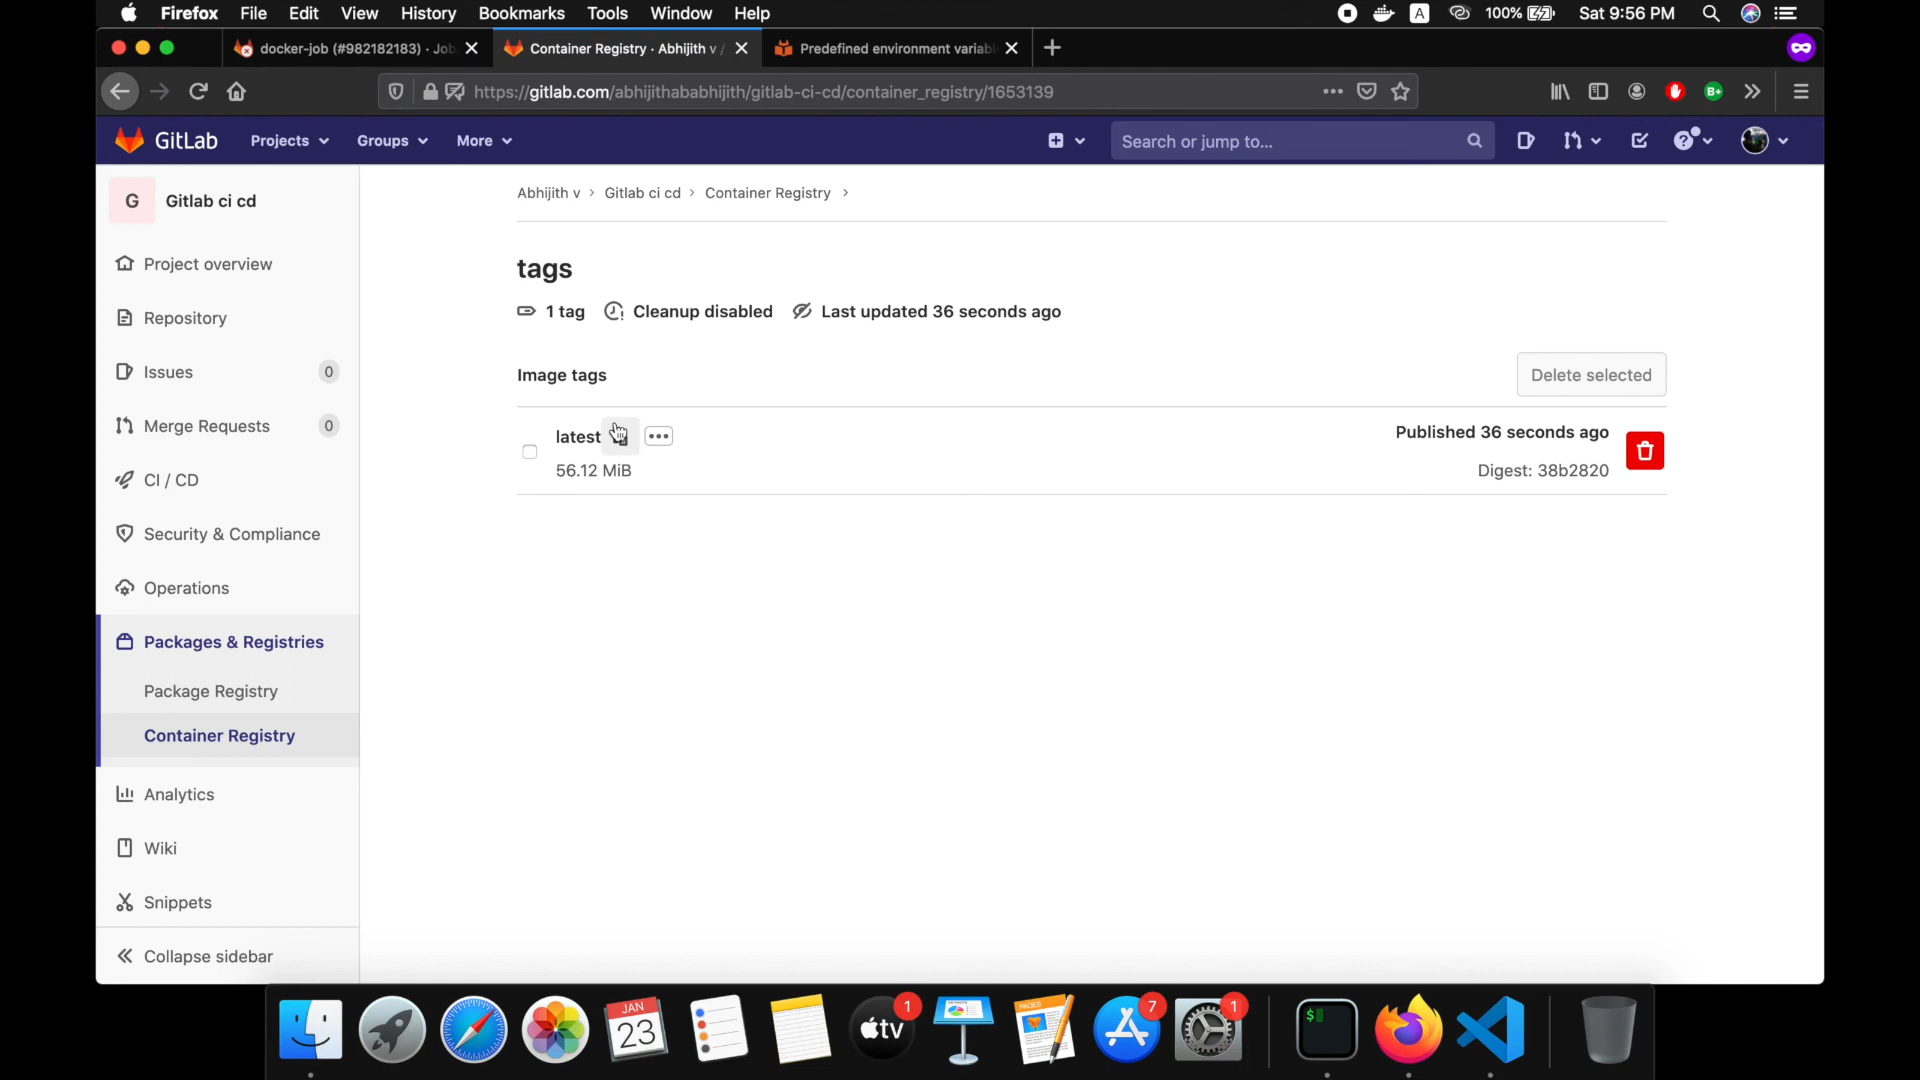 Firefox File Edit View History Bookmarks Tools Window Help A 100% Sat 9:56 PM
docker-job (#982182183) · Job Container Registry · Abhijith v / Predefined environment variab
https://gitlab.com/abhijithababhijith/gitlab-ci-cd/container_registry/1653139 B+
GitLab Projects Groups More Search or jump to...
G Gitlab ci cd
Project overview
Repository
Issues 0
Merge Requests 0
CI / CD
Security & Compliance
Operations
Packages & Registries
Package Registry
Container Registry
Analytics
Wiki
Snippets
Collapse sidebar
Abhijith v > Gitlab ci cd > Container Registry >
tags
1 tag Cleanup disabled Last updated 36 seconds ago
Image tags Delete selected
latest Published 36 seconds ago
56.12 MiB Digest: 38b2820
JAN
23
tv
1
PAGES
7
1
$